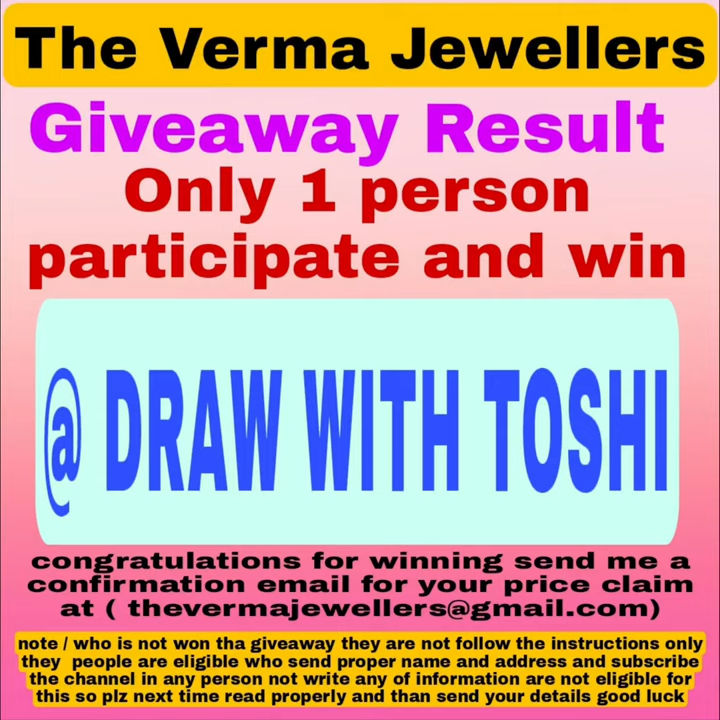 The Verma Jewellers
Giveaway Result
Only 1 person
participate and win
@ DRAW WITH TOSHI
congratulations for winning send me a
confirmation email for your price claim
at ( thevermajewellers@gmail.com)
note / who is not won tha giveaway they are not follow the instructions only
they people are eligible who send proper name and address and subscribe
the channel in any person not write any of information are not eligible for
this so plz next time read properly and than send your details good luck